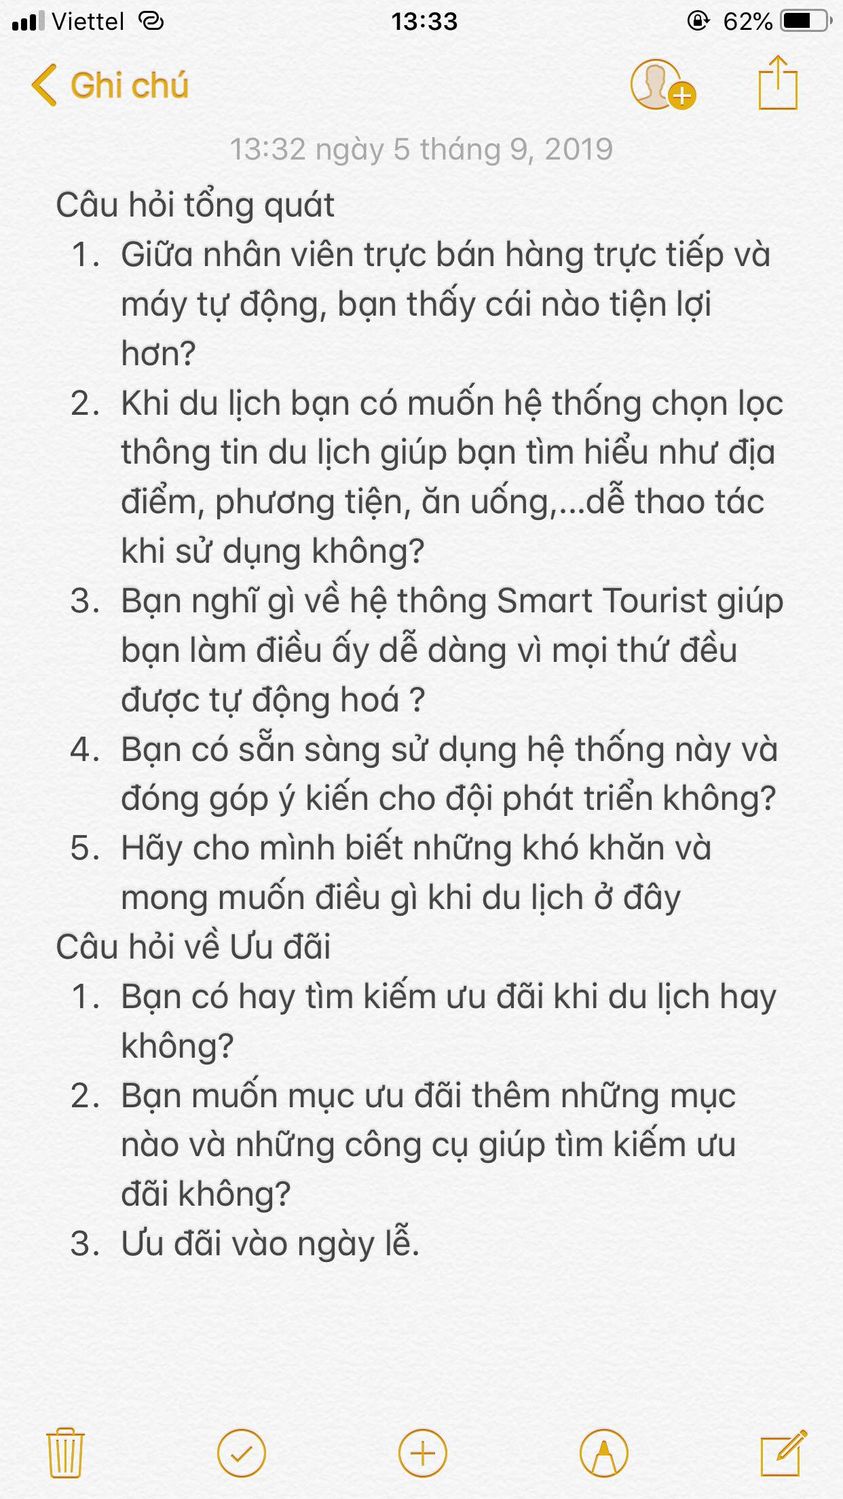 Viettel 13:33 62%
Ghi chú
13:32 ngày 5 tháng 9, 2019
Câu hỏi tổng quát
1. Giữa nhân viên trực bán hàng trực tiếp và
máy tự động, bạn thấy cái nào tiện lợi
hơn?
2. Khi du lịch bạn có muốn hệ thống chọn lọc
thông tin du lịch giúp bạn tìm hiểu như địa
điểm, phương tiện, ăn uống,...dễ thao tác
khi sử dụng không?
3. Bạn nghĩ gì về hệ thông Smart Tourist giúp
bạn làm điều ấy dễ dàng vì mọi thứ đều
được tự động hoá ?
4. Bạn có sẵn sàng sử dụng hệ thống này và
đóng góp ý kiến cho đội phát triển không?
5. Hãy cho mình biết những khó khăn và
mong muốn điều gì khi du lịch ở đây
Câu hỏi về Ưu đãi
1. Bạn có hay tìm kiếm ưu đãi khi du lịch hay
không?
2. Bạn muốn mục ưu đãi thêm những mục
nào và những công cụ giúp tìm kiếm ưu
đãi không?
3. Ưu đãi vào ngày lễ.